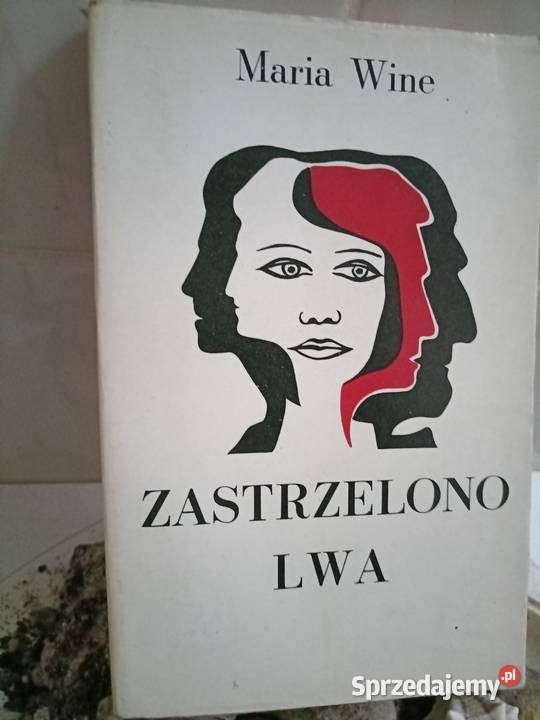 Maria Wine
ZASTRZELONO
LWA
Sprzedajemy.pl